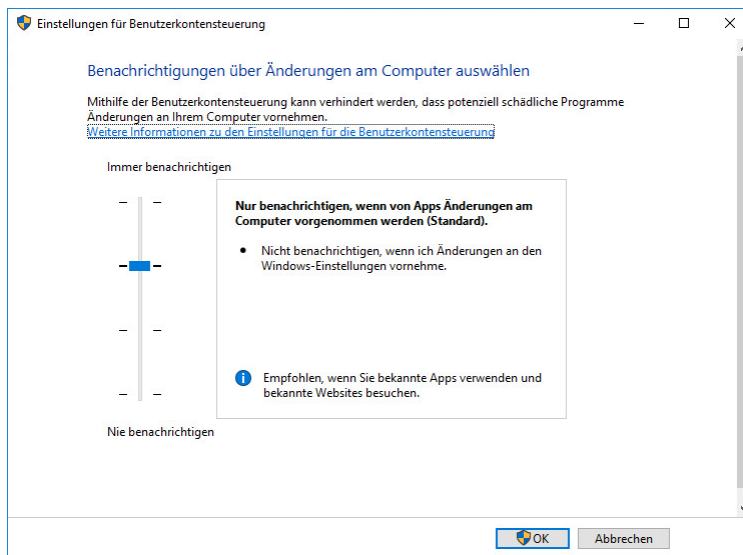 Einstellungen für Benutzerkontensteuerung
Benachrichtigungen über Änderungen am Computer auswählen
Mithilfe der Benutzerkontensteuerung kann verhindert werden, dass potenziell schädliche Programme
Änderungen an Ihrem Computer vornehmen.
Weitere Informationen zu den Einstellungen für die Benutzerkontensteuerung
Immer benachrichtigen
Nur benachrichtigen, wenn von Apps Änderungen am
Computer vorgenommen werden (Standard).
• Nicht benachrichtigen, wenn ich Änderungen an den
Windows-Einstellungen vornehme.
Empfohlen, wenn Sie bekannte Apps verwenden und
bekannte Websites besuchen.
Nie benachrichtigen
OK
Abbrechen